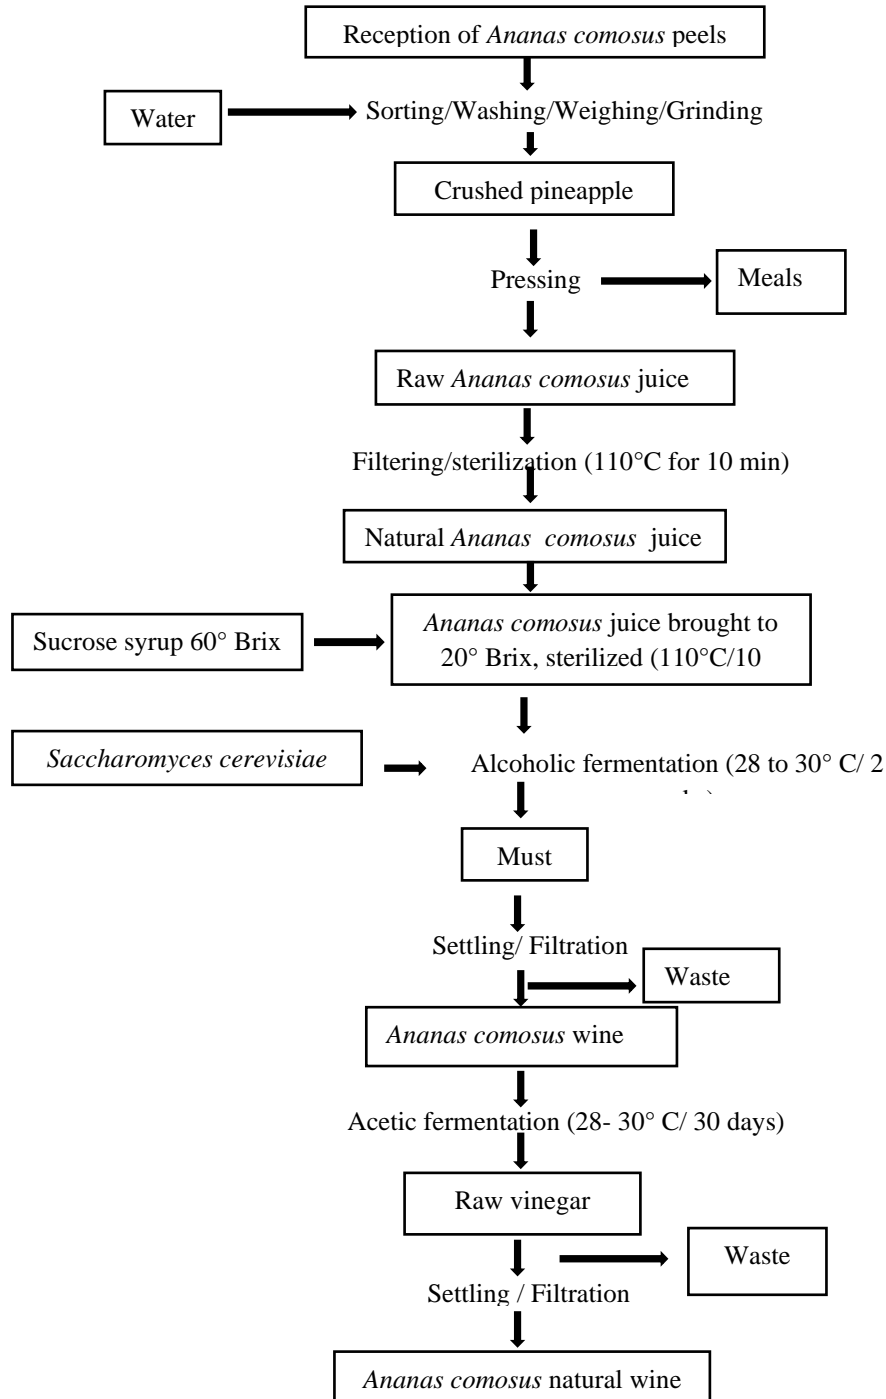 Reception of Ananas comosus peels
Water
Sorting/Washing/Weighing/Grinding
Crushed pineapple
Pressing
Meals
Raw Ananas comosus juice
Filtering/sterilization (110°C for 10 min)
Natural Ananas comosus juice
Sucrose syrup 60° Brix
Ananas comosus juice brought to
20° Brix, sterilized (110°C/10
Saccharomyces cerevisiae
Alcoholic fermentation (28 to 30° C/ 2
Must
Settling/ Filtration
Waste
Ananas comosus wine
Acetic fermentation (28- 30° C/ 30 days)
Raw vinegar
Waste
Settling / Filtration
Ananas comosus natural wine